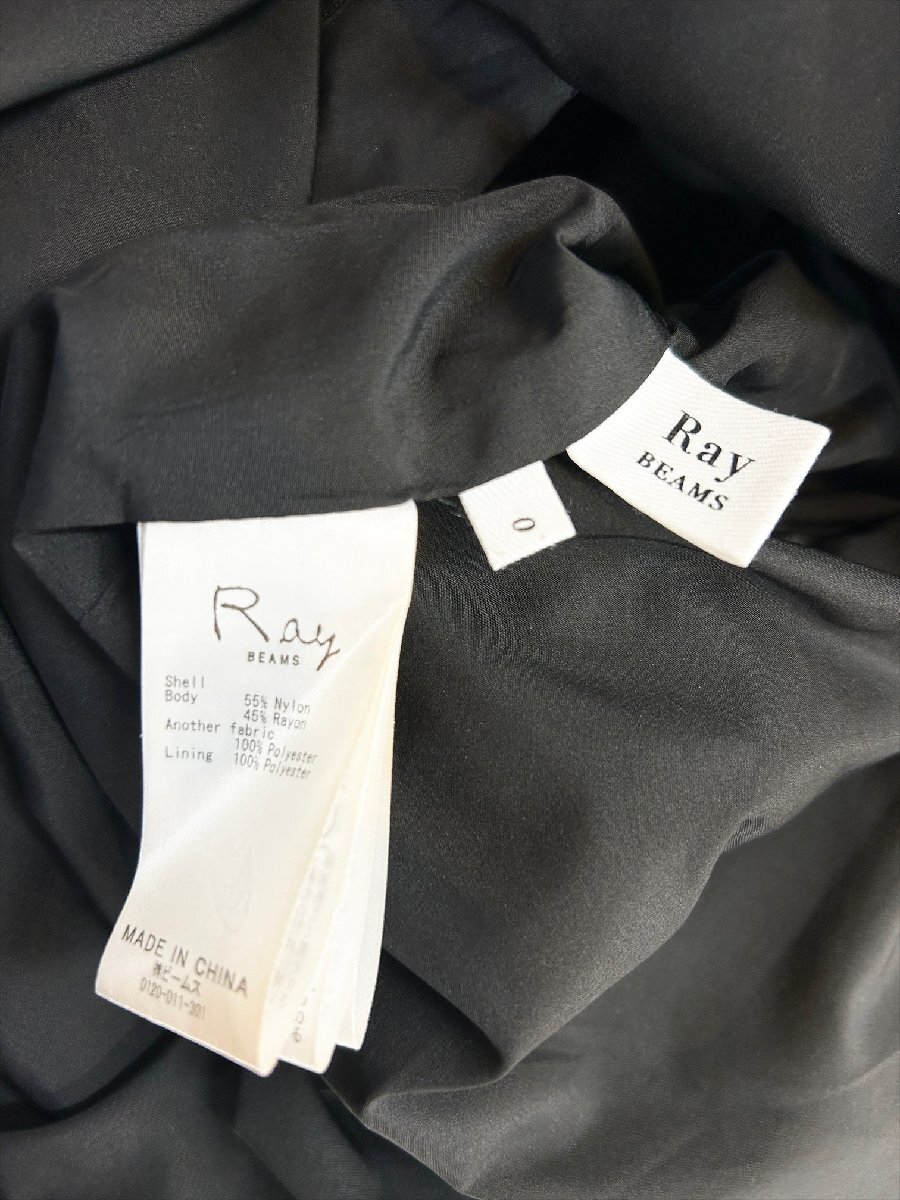 Ray
BEAMS
0
Ray
BEAMS
Shell
Body 55% Nylon
45% Rayon
Another fabric
100% Polyester
Lining 100% Polyester
MADE IN CHINA
㈱ビームス
0120-011-301